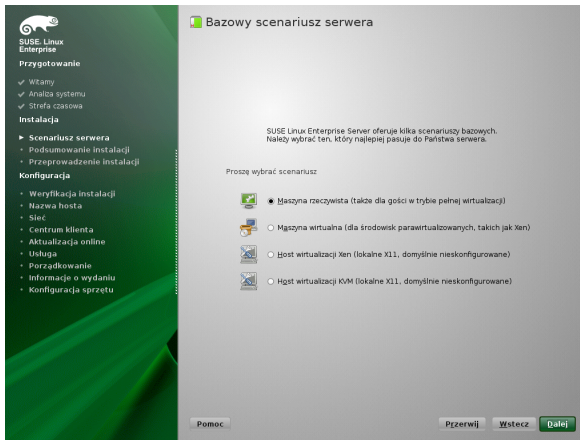 SUSE. Linux
Enterprise
Przygotowanie
Witamy
Analiza systemu
Strefa czasowa
Instalacja
Scenariusz serwera
Podsumowanie instalacji
Przeprowadzenie instalacji
Konfiguracja
Weryfikacja instalacji
Nazwa hosta
Sieć
Centrum klienta
Aktualizacja online
Usługa
Porządkowanie
Informacje o wydaniu
Konfiguracja sprzętu
Bazowy scenariusz serwera
SUSE Linux Enterprise Server oferuje kilka scenariuszy bazowych.
Należy wybrać ten, który najlepiej pasuje do Państwa serwera.
Proszę wybrać scenariusz
Maszyna rzeczywista (także dla gości w trybie pełnej wirtualizacji)
Maszyna wirtualna (dla środowisk parawirtualizowanych, takich jak Xen)
Host wirtualizacji Xen (lokalne X11, domyślnie nieskonfigurowane)
Host wirtualizacji KVM (lokalne X11, domyślnie nieskonfigurowane)
Pomoc
Przerwij
Wstecz
Dalej